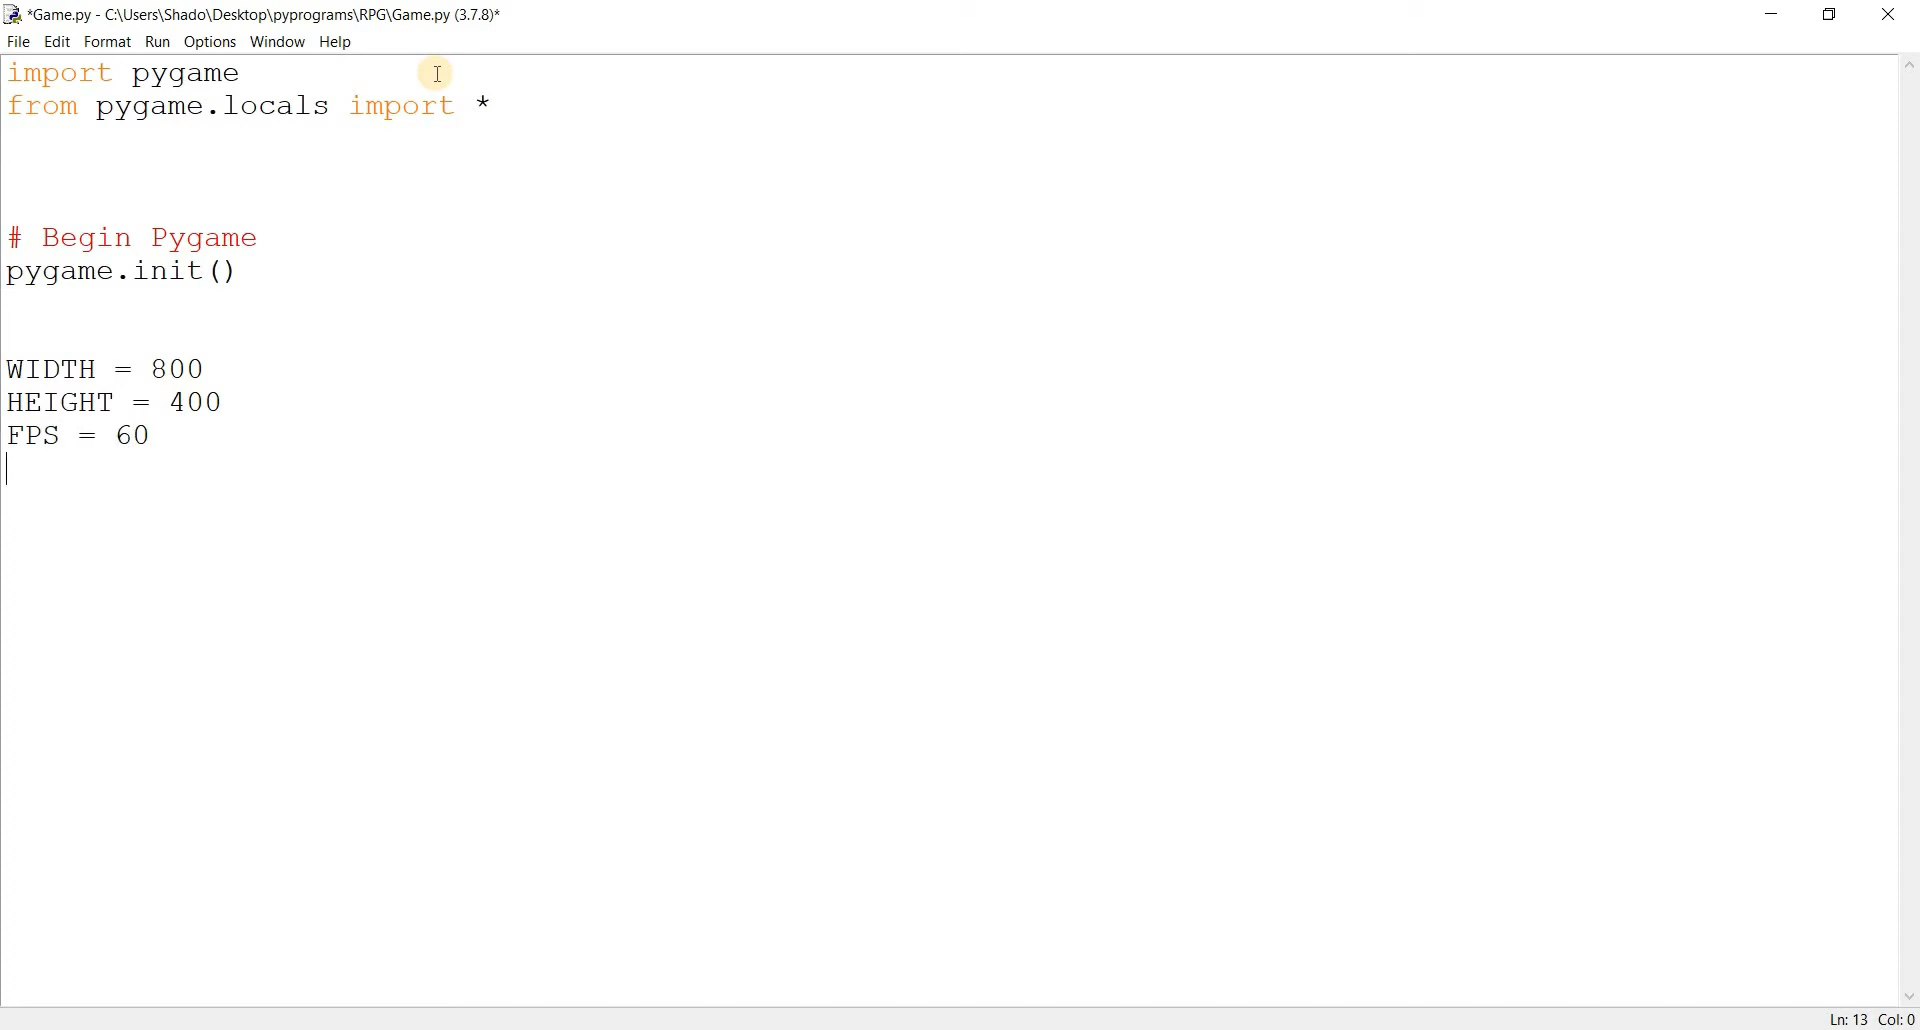 *Game.py - C:\Users\Shado\Desktop\pyprograms\RPG\Game.py (3.7.8)*
File Edit Format Run Options Window Help
import pygame
from pygame.locals import *
# Begin Pygame
pygame.init()
WIDTH = 800
HEIGHT = 400
FPS = 60
Ln: 13 Col: 0